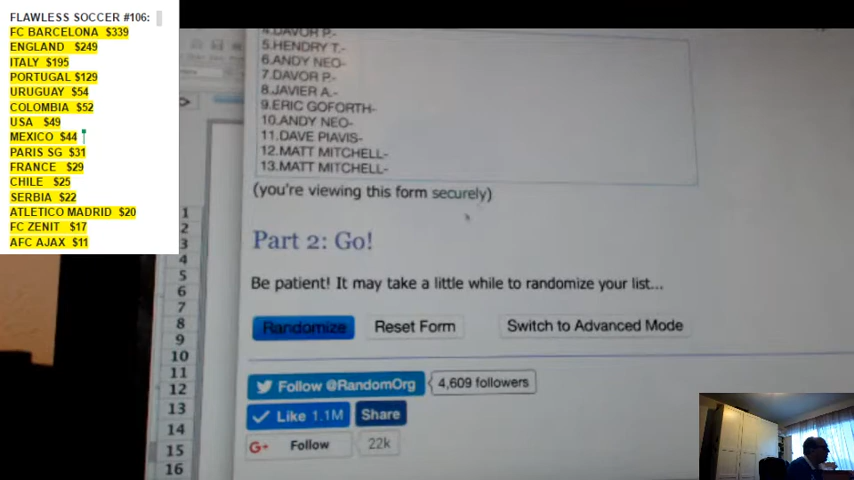 FLAWLESS SOCCER #106:
FC BARCELONA $339
ENGLAND $249
ITALY $195
PORTUGAL $129
URUGUAY $54
COLOMBIA $52
USA $49
MEXICO $44
PARIS SG $31
FRANCE $29
CHILE $25
SERBIA $22
ATLETICO MADRID $20
FC ZENIT $17
AFC AJAX $11
4.DAVOR P.-
5.HENDRY T.-
6.ANDY NEO-
7.DAVOR P.-
8.JAVIER A.-
9.ERIC GOFORTH-
10.ANDY NEO-
11.DAVE PIAVIS-
12.MATT MITCHELL-
13.MATT MITCHELL-
(you're viewing this form securely)
Part 2: Go!
Be patient! It may take a little while to randomize your list...
Randomize Reset Form Switch to Advanced Mode
Follow @RandomOrg 4,609 followers
Like 1.1M Share
G+ Follow 22k
1
2
3
4
5
6
7
8
9
10
11
12
13
14
15
16